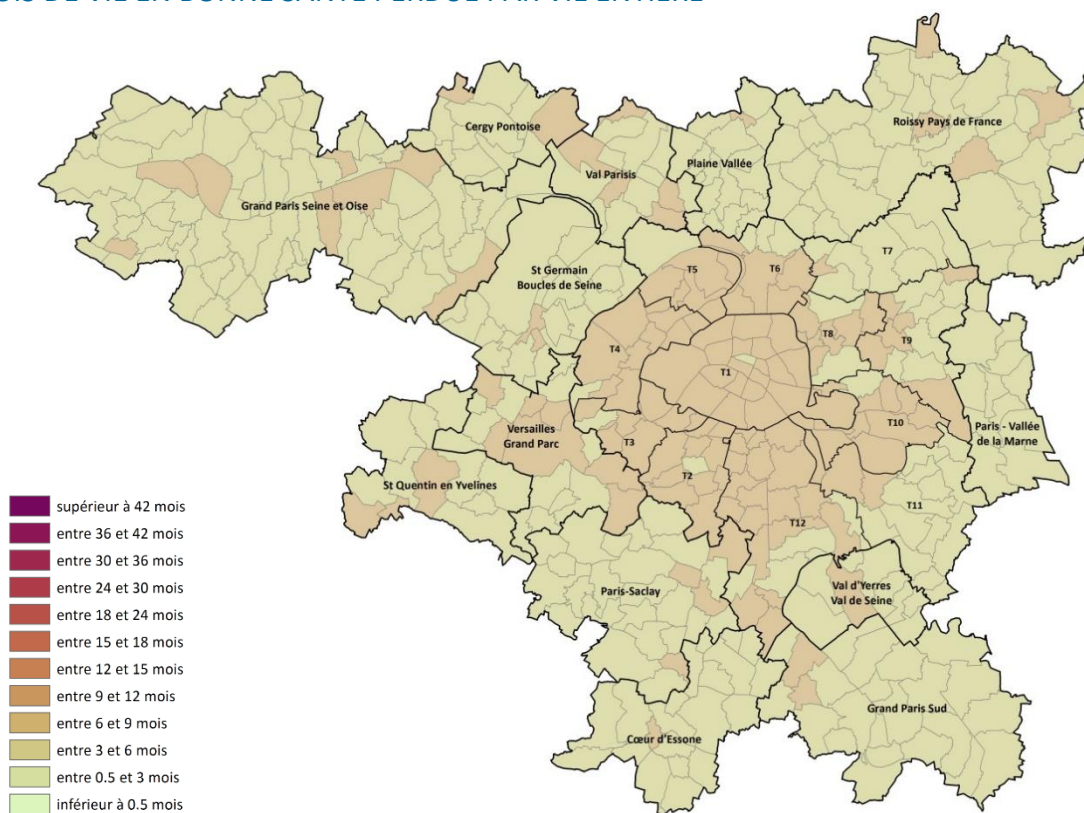 Cergy Pontoise
Roissy Pays de France
Plaine Vallée
Val Parisis
Grand Paris Seine et Oise
T7
St Germain
Boucles de Seine
T5
T6
T8
T9
T4
T1
T10
Paris - Vallée
de la Marne
Versailles
Grand Parc
T3
T2
St Quentin en Yvelines
T11
T12
Val d'Yerres
Val de Seine
Paris-Saclay
Grand Paris Sud
Cœur d'Essone
supérieur à 42 mois
entre 36 et 42 mois
entre 30 et 36 mois
entre 24 et 30 mois
entre 18 et 24 mois
entre 15 et 18 mois
entre 12 et 15 mois
entre 9 et 12 mois
entre 6 et 9 mois
entre 3 et 6 mois
entre 0.5 et 3 mois
inférieur à 0.5 mois